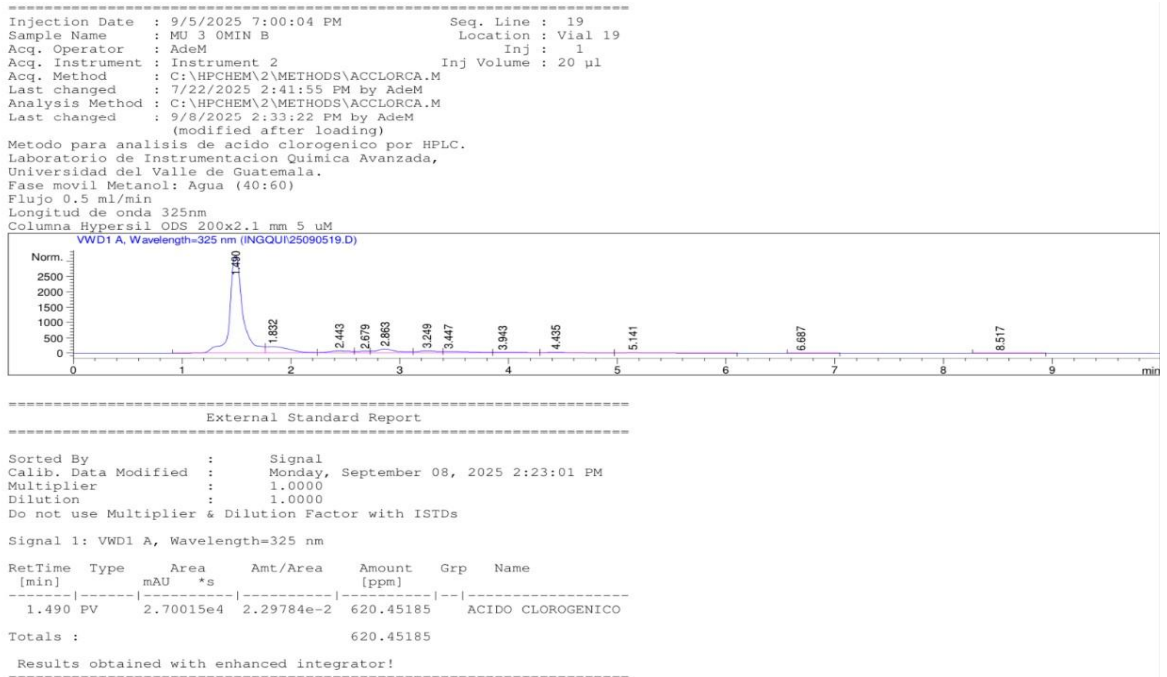 ==================================================================
Injection Date  : 9/5/2025 7:00:04 PM            Seq. Line :  19
Sample Name     : MU 3 0MIN B                     Location : Vial 19
Acq. Operator   : AdeM                                 Inj :   1
Acq. Instrument : Instrument 2                  Inj Volume : 20 µl
Acq. Method     : C:\HPCHEM\2\METHODS\ACCLORCA.M
Last changed    : 7/22/2025 2:41:55 PM by AdeM
Analysis Method : C:\HPCHEM\2\METHODS\ACCLORCA.M
Last changed    : 9/8/2025 2:33:22 PM by AdeM
(modified after loading)
Metodo para analisis de acido clorogenico por HPLC.
Laboratorio de Instrumentacion Quimica Avanzada,
Universidad del Valle de Guatemala.
Fase movil Metanol: Agua (40:60)
Flujo 0.5 ml/min
Longitud de onda 325nm
Columna Hypersil ODS 200x2.1 mm 5 uM
VWD1 A, Wavelength=325 nm (INGQUI\25090519.D)
Norm.
2500
2000
1500
1000
500
0
1.490
1.832
2.443
2.679
2.863
3.249
3.447
3.943
4.435
5.141
6.687
8.517
0 1 2 3 4 5 6 7 8 9 min
==================================================================
External Standard Report
==================================================================
Sorted By             :      Signal
Calib. Data Modified  :      Monday, September 08, 2025 2:23:01 PM
Multiplier            :      1.0000
Dilution              :      1.0000
Do not use Multiplier & Dilution Factor with ISTDs
Signal 1: VWD1 A, Wavelength=325 nm
RetTime  Type     Area      Amt/Area    Amount   Grp   Name
[min]          mAU   *s                 [ppm]
-------|------|----------|----------|----------|--|------------------
1.490 PV    2.70015e4  2.29784e-2  620.45185     ACIDO CLOROGENICO
Totals :                               620.45185
Results obtained with enhanced integrator!
==================================================================